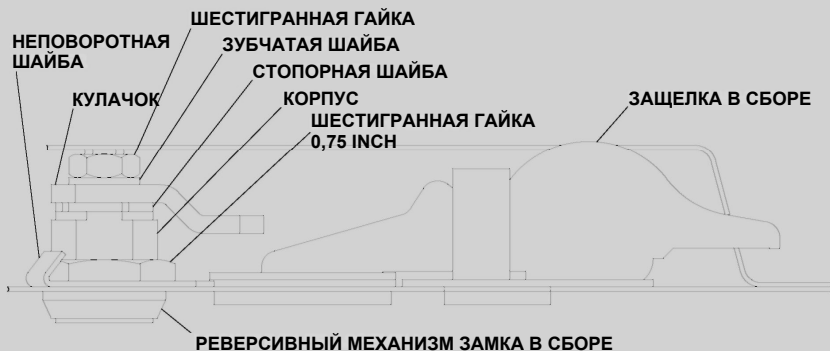 ШЕСТИГРАННАЯ ГАЙКА
НЕПОВОРОТНАЯ
ШАЙБА
ЗУБЧАТАЯ ШАЙБА
СТОПОРНАЯ ШАЙБА
КУЛАЧОК
КОРПУС
ЗАЩЕЛКА В СБОРЕ
ШЕСТИГРАННАЯ ГАЙКА
0,75 INCH
РЕВЕРСИВНЫЙ МЕХАНИЗМ ЗАМКА В СБОРЕ